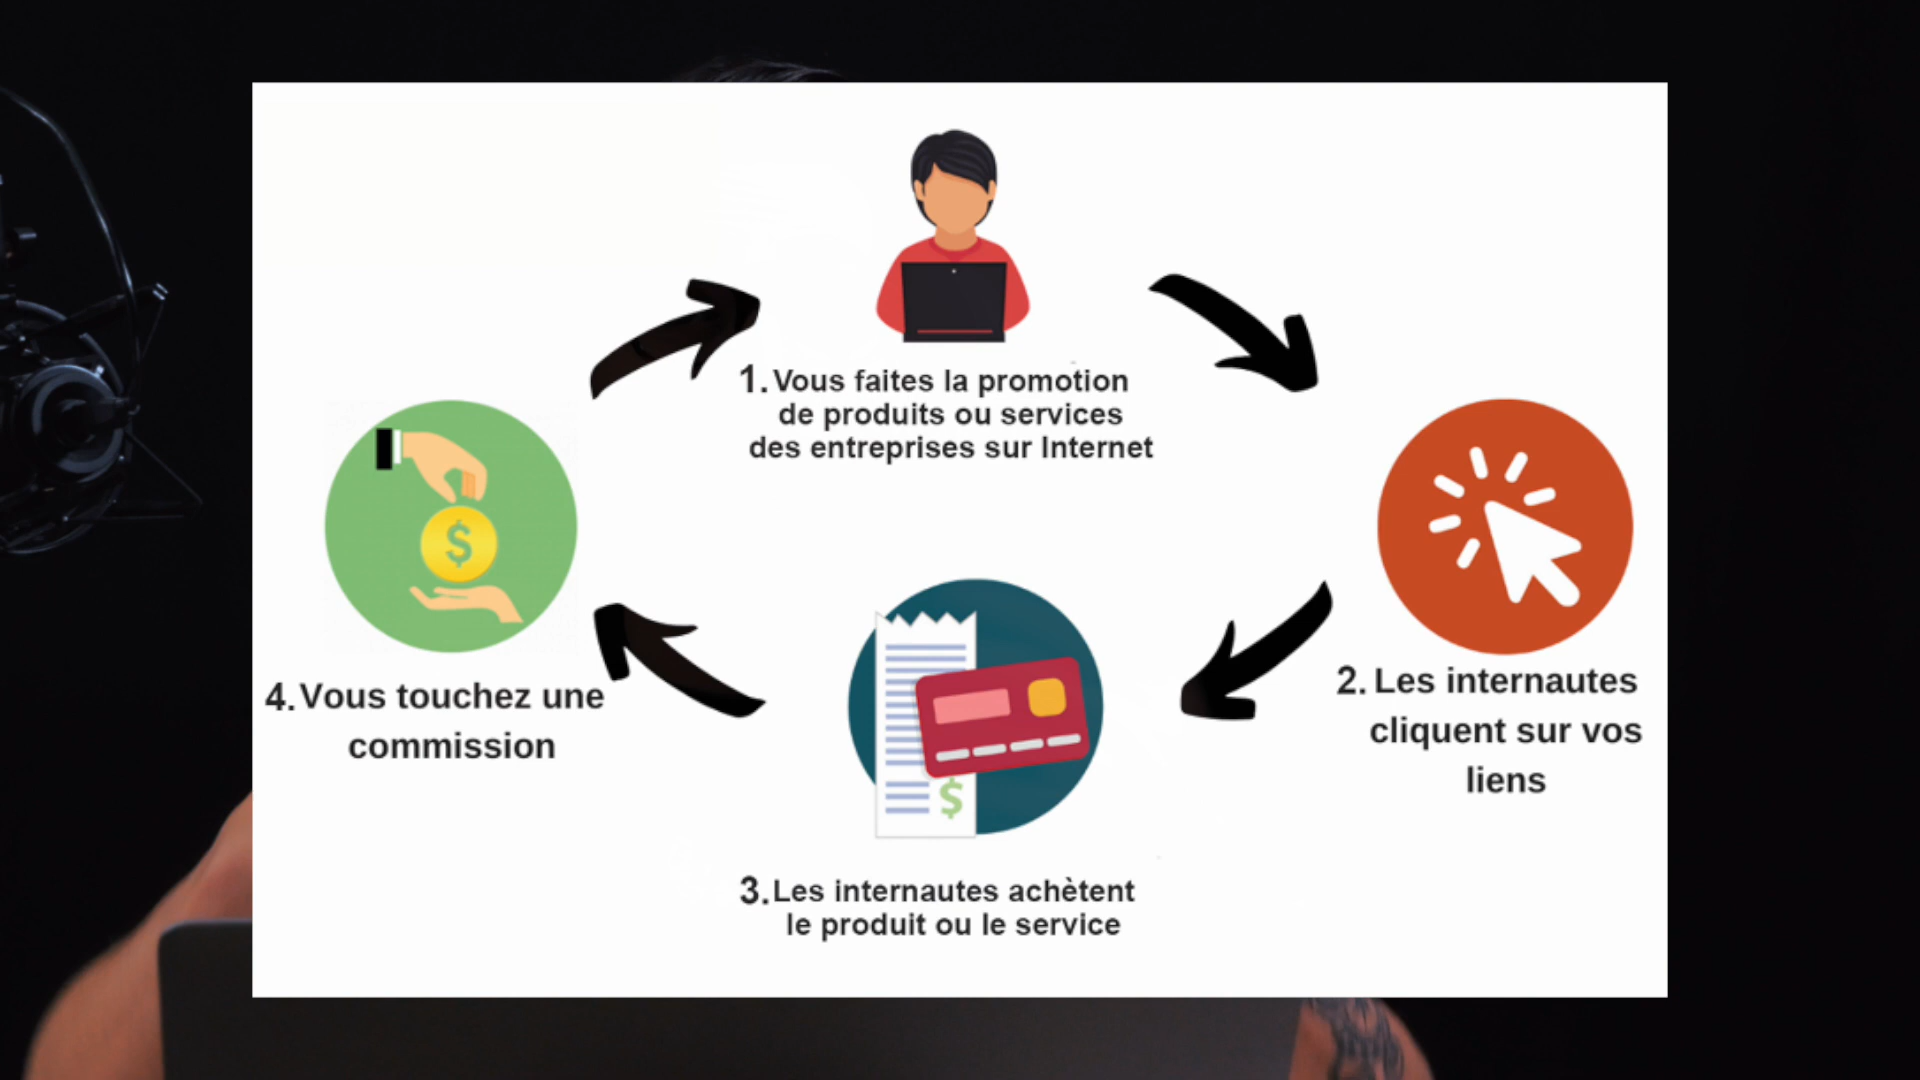 1. Vous faites la promotion
de produits ou services
des entreprises sur Internet
2. Les internautes
cliquent sur vos
liens
3. Les internautes achètent
le produit ou le service
4. Vous touchez une
commission
$
$